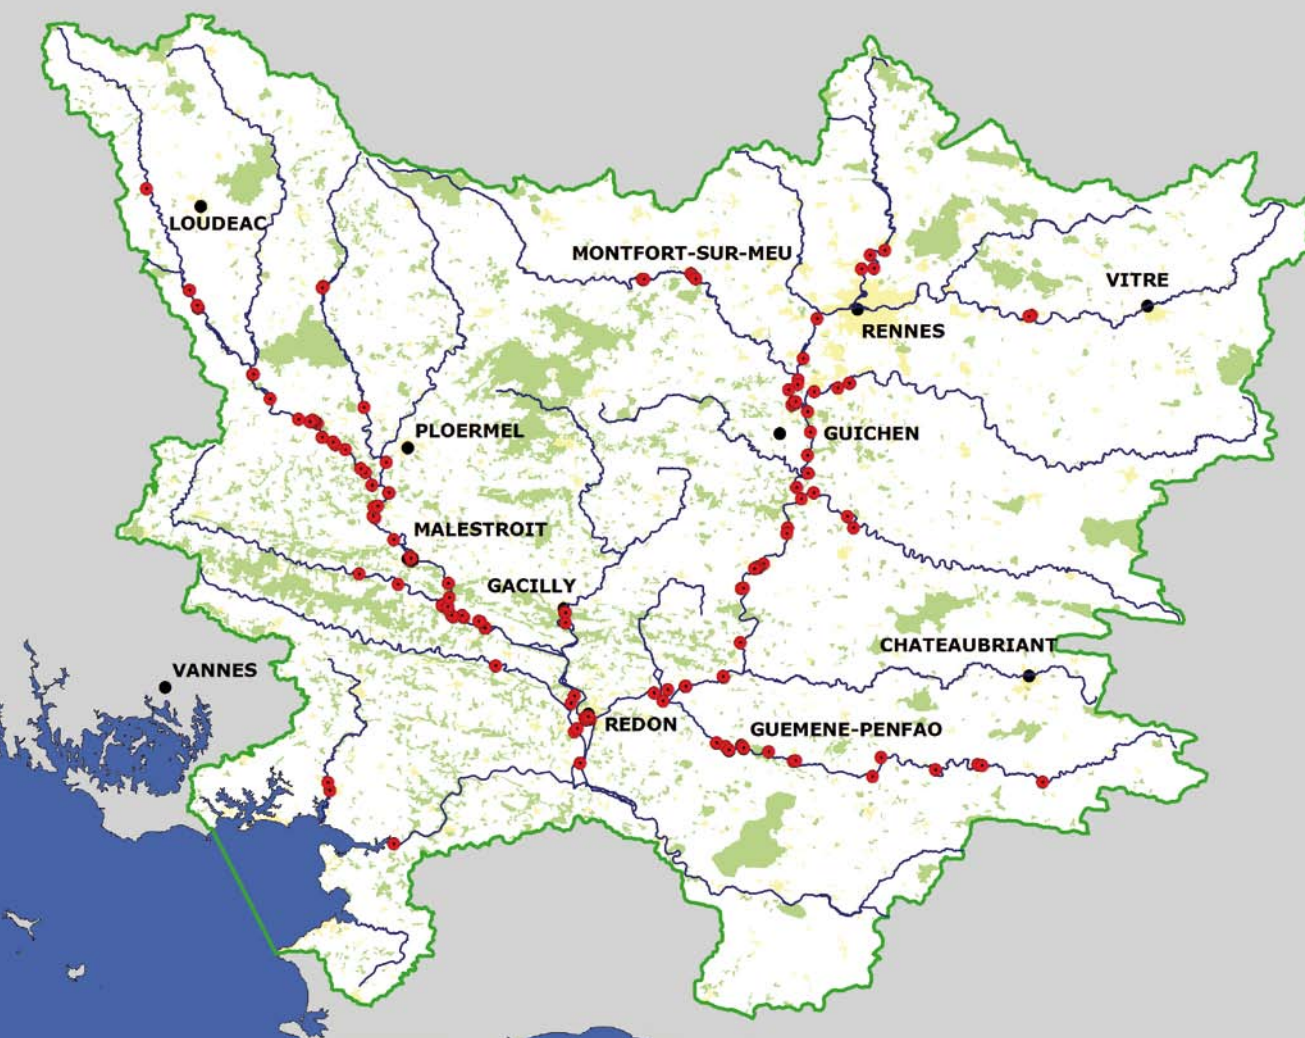 LOUDEAC
MONTFORT-SUR-MEU
VITRE
RENNES
PLOERMEL
GUICHEN
MALESTROIT
GACILLY
CHATEAUBRIANT
VANNES
REDON
GUEMENE-PENFAO